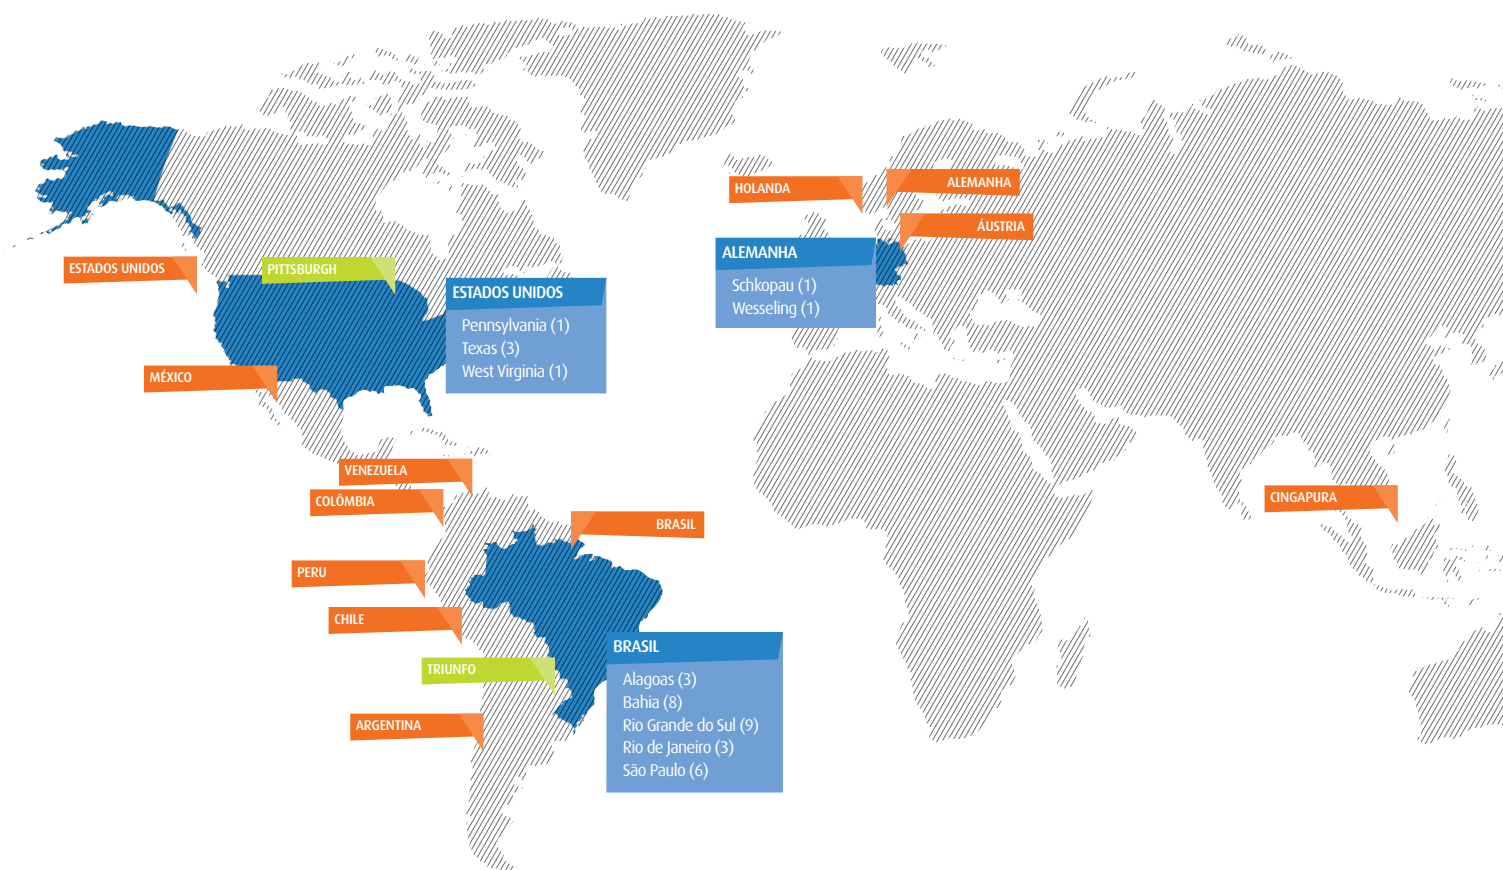 HOLANDA
ALEMANHA
ÁUSTRIA
ALEMANHA
Schkopau (1)
Wesseling (1)
ESTADOS UNIDOS
PITTSBURGH
ESTADOS UNIDOS
Pennsylvania (1)
Texas (3)
West Virginia (1)
MÉXICO
VENEZUELA
COLÔMBIA
BRASIL
CINGAPURA
PERU
CHILE
TRIUNFO
ARGENTINA
BRASIL
Alagoas (3)
Bahia (8)
Rio Grande do Sul (9)
Rio de Janeiro (3)
São Paulo (6)